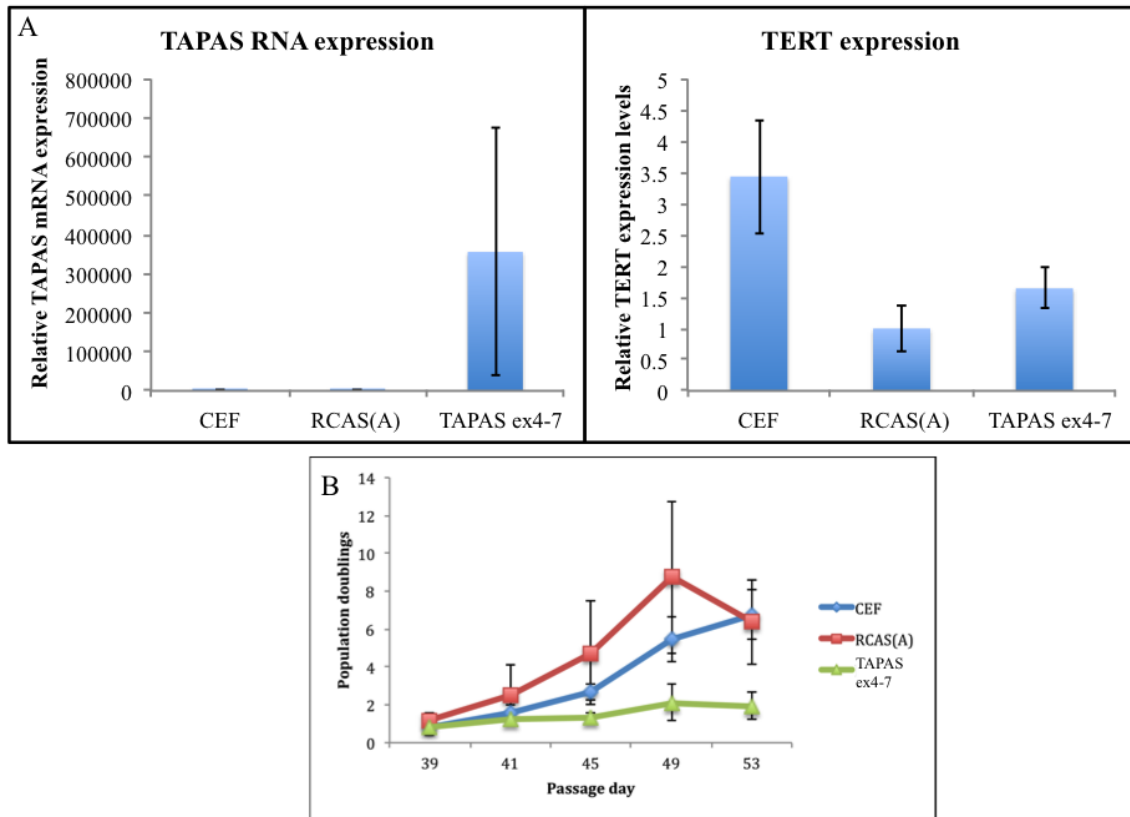 A
TAPAS RNA expression
Relative TAPAS mRNA expression
800000
700000
600000
500000
400000
300000
200000
100000
0
CEF RCAS(A) TAPAS ex4-7
TERT expression
Relative TERT expression levels
5
4.5
4
3.5
3
2.5
2
1.5
1
0.5
0
CEF RCAS(A) TAPAS ex4-7
B
Population doublings
14
12
10
8
6
4
2
0
39 41 45 49 53
Passage day
CEF
RCAS(A)
TAPAS
ex4-7